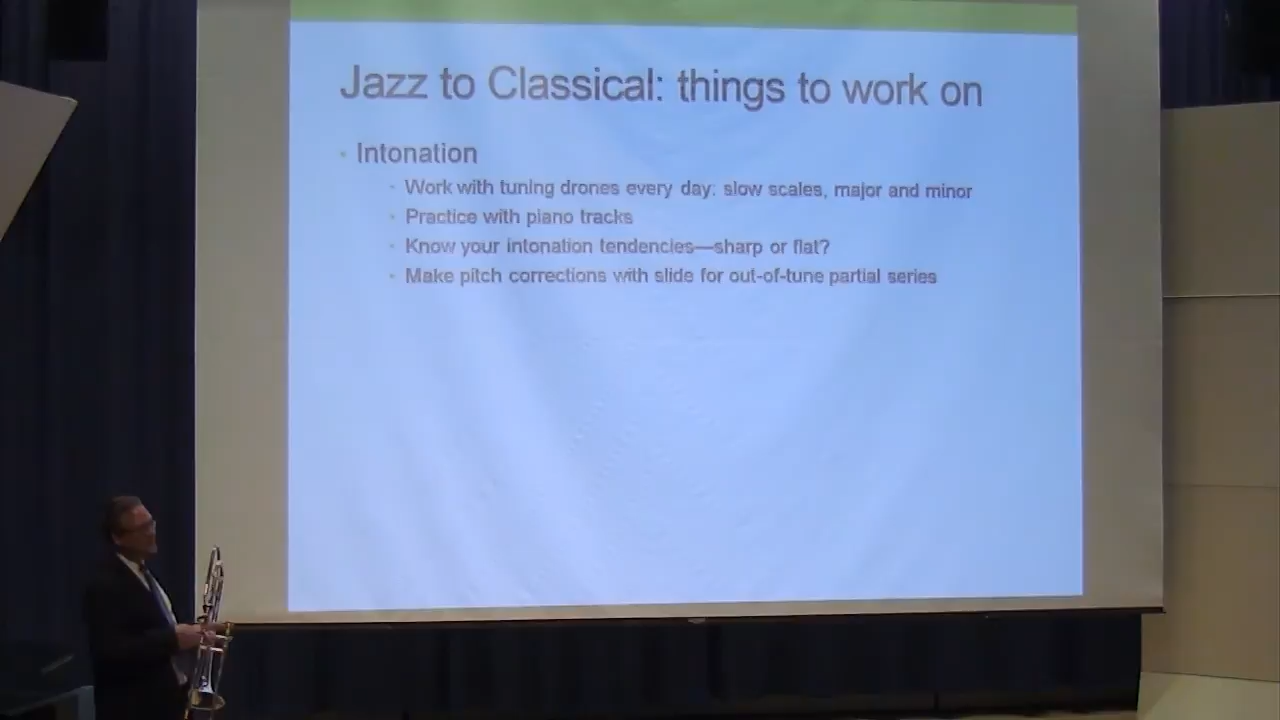 Jazz to Classical: things to work on
Intonation
Work with tuning drones every day: slow scales, major and minor
Practice with piano tracks
Know your intonation tendencies—sharp or flat?
Make pitch corrections with slide for out-of-tune partial series